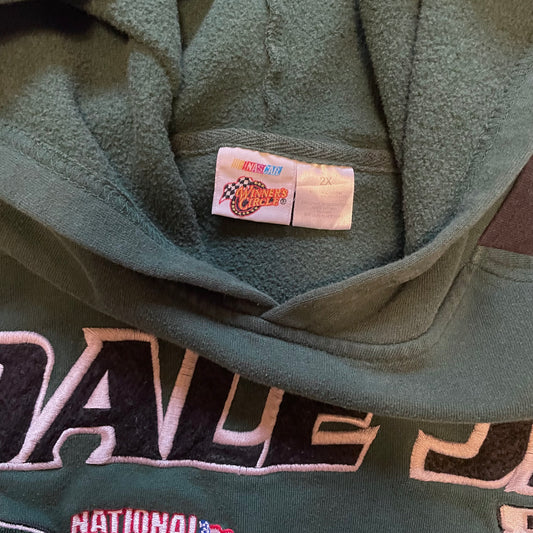 NASCAR
WINNER'S
CIRCLE
2X
DALE J
NATIONAL